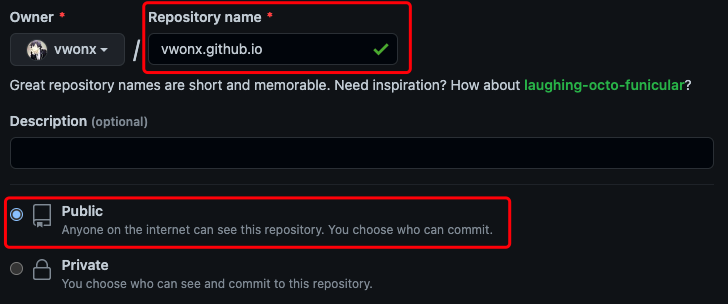 Owner * Repository name *
vwonx / vwonx.github.io
Great repository names are short and memorable. Need inspiration? How about laughing-octo-funicular?
Description (optional)
Public
Anyone on the internet can see this repository. You choose who can commit.
Private
You choose who can see and commit to this repository.